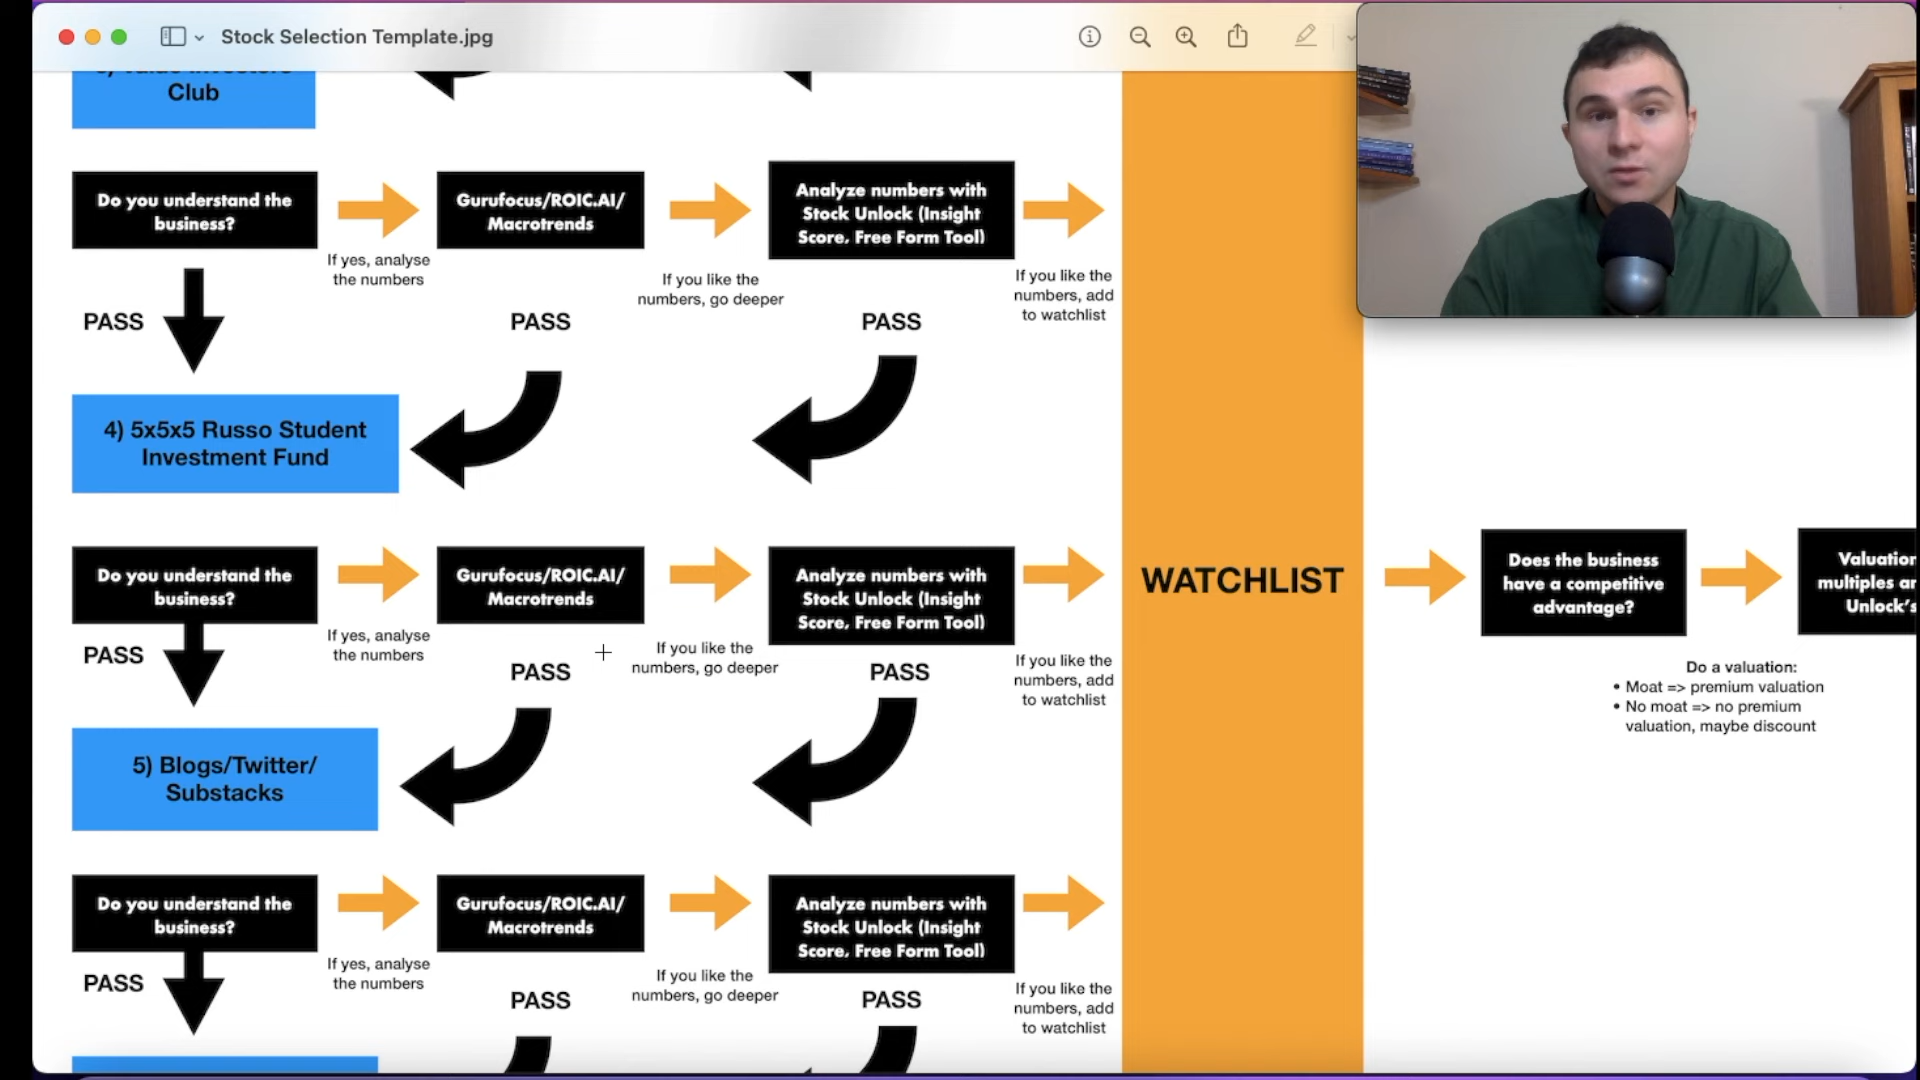 Stock Selection Template.jpg
Club
Do you understand the
business?
If yes, analyse
the numbers
Gurufocus/ROIC.AI/
Macrotrends
If you like the
numbers, go deeper
Analyze numbers with
Stock Unlock (Insight
Score, Free Form Tool)
If you like the
numbers, add
to watchlist
PASS
PASS
PASS
4) 5x5x5 Russo Student
Investment Fund
Do you understand the
business?
If yes, analyse
the numbers
Gurufocus/ROIC.AI/
Macrotrends
If you like the
numbers, go deeper
Analyze numbers with
Stock Unlock (Insight
Score, Free Form Tool)
If you like the
numbers, add
to watchlist
PASS
PASS
PASS
5) Blogs/Twitter/
Substacks
Do you understand the
business?
If yes, analyse
the numbers
Gurufocus/ROIC.AI/
Macrotrends
If you like the
numbers, go deeper
Analyze numbers with
Stock Unlock (Insight
Score, Free Form Tool)
If you like the
numbers, add
to watchlist
PASS
PASS
PASS
WATCHLIST
Does the business
have a competitive
advantage?
Valuation
multiples
Unlock's
Do a valuation:
• Moat => premium valuation
• No moat => no premium
valuation, maybe discount